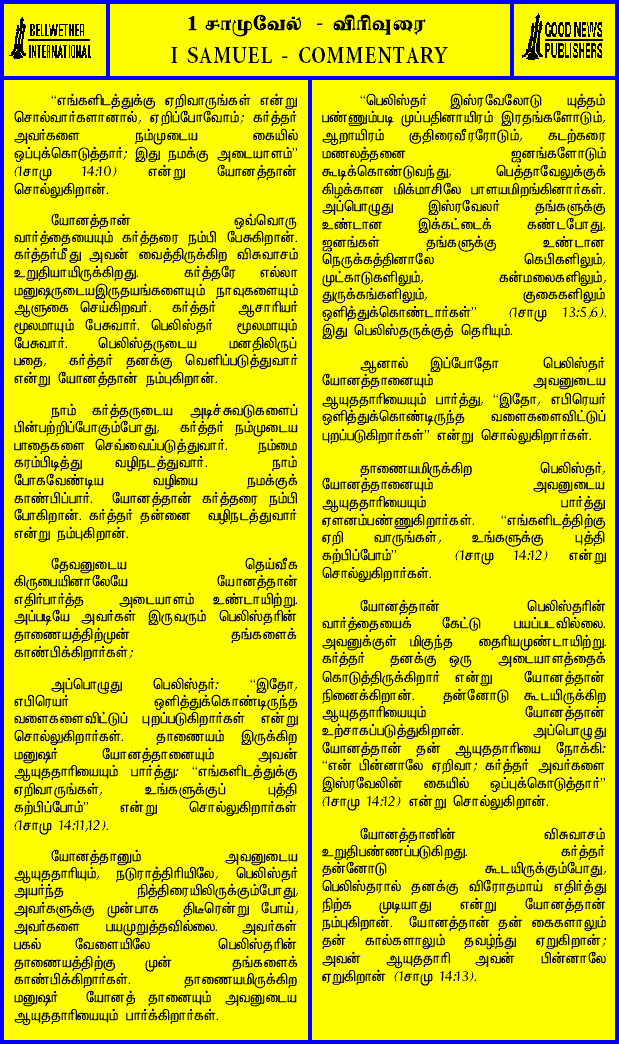 BELLWETHER
INTERNATIONAL
1 சாமுவேல் - விரிவுரை
I SAMUEL - COMMENTARY
GOOD NEWS
PUBLISHERS
“எங்களிடத்துக்கு ஏறிவாருங்கள் என்று
சொல்வார்களானால், ஏறிப்போவோம்; கர்த்தர்
அவர்களை நம்முடைய கையில்
ஒப்புக்கொடுத்தார்; இது நமக்கு அடையாளம்”
(1சாமு 14:10) என்று யோனத்தான்
சொல்லுகிறான்.
யோனத்தான் ஒவ்வொரு
வார்த்தையையும் கர்த்தரை நம்பி பேசுகிறான்.
கர்த்தர்மீது அவன் வைத்திருக்கிற விசுவாசம்
உறுதியாயிருக்கிறது. கர்த்தரே எல்லா
மனுஷருடையஇருதயங்களையும் நாவுகளையும்
ஆளுகை செய்கிறவர். கர்த்தர் ஆசாரியர்
மூலமாயும் பேசுவார். பெலிஸ்தர் மூலமாயும்
பேசுவார். பெலிஸ்தருடைய மனதிலிருப்
பதை, கர்த்தர் தனக்கு வெளிப்படுத்துவார்
என்று யோனத்தான் நம்புகிறான்.
நாம் கர்த்தருடைய அடிச்சுவடுகளைப்
பின்பற்றிப்போகும்போது, கர்த்தர் நம்முடைய
பாதைகளை செவ்வைப்படுத்துவார். நம்மை
கரம்பிடித்து வழிநடத்துவார். நாம்
போகவேண்டிய வழியை நமக்குக்
காண்பிப்பார். யோனத்தான் கர்த்தரை நம்பி
போகிறான். கர்த்தர் தன்னை வழிநடத்துவார்
என்று நம்புகிறான்.
தேவனுடைய தெய்வீக
கிருபையினாலேயே யோனத்தான்
எதிர்பார்த்த அடையாளம் உண்டாயிற்று.
அப்படியே அவர்கள் இருவரும் பெலிஸ்தரின்
தாணையத்திற்குமுன் தங்களைக்
காண்பிக்கிறார்கள்;
அப்பொழுது பெலிஸ்தர்: “இதோ,
எபிரெயர் ஒளித்துக்கொண்டிருந்த
வளைகளைவிட்டுப் புறப்படுகிறார்கள் என்று
சொல்லுகிறார்கள். தாணையம் இருக்கிற
மனுஷர் யோனத்தானையும் அவன்
ஆயுததாரியையும் பார்த்து: “எங்களிடத்துக்கு
ஏறிவாருங்கள், உங்களுக்குப் புத்தி
கற்பிப்போம்” என்று சொல்லுகிறார்கள்
(1சாமு 14:11,12).
யோனத்தானும் அவனுடைய
ஆயுததாரியும், நடுராத்திரியிலே, பெலிஸ்தர்
அயர்ந்த நித்திரையிலிருக்கும்போது,
அவர்களுக்கு முன்பாக திடீரென்று போய்,
அவர்களை பயமுறுத்தவில்லை. அவர்கள்
பகல் வேளையிலே பெலிஸ்தரின்
தாணையத்திற்கு முன் தங்களைக்
காண்பிக்கிறார்கள். தாணையமிருக்கிற
மனுஷர் யோனத் தானையும் அவனுடைய
ஆயுததாரியையும் பார்க்கிறார்கள்.
“பெலிஸ்தர் இஸ்ரவேலோடு யுத்தம்
பண்ணும்படி முப்பதினாயிரம் இரதங்களோடும்,
ஆறாயிரம் குதிரைவீரரோடும், கடற்கரை
மணலத்தனை ஜனங்களோடும்
கூடிக்கொண்டுவந்து, பெத்தாவேலுக்குக்
கிழக்கான மிக்மாசிலே பாளயமிறங்கினார்கள்.
அப்பொழுது இஸ்ரவேலர் தங்களுக்கு
உண்டான இக்கட்டைக் கண்டபோது,
ஜனங்கள் தங்களுக்கு உண்டான
நெருக்கத்தினாலே கெபிகளிலும்,
முட்காடுகளிலும், கன்மலைகளிலும்,
துருக்கங்களிலும், குகைகளிலும்
ஒளித்துக்கொண்டார்கள்” (1சாமு 13:5,6).
இது பெலிஸ்தருக்குத் தெரியும்.
ஆனால் இப்போதோ பெலிஸ்தர்
யோனத்தானையும் அவனுடைய
ஆயுததாரியையும் பார்த்து, “இதோ, எபிரெயர்
ஒளித்துக்கொண்டிருந்த வளைகளைவிட்டுப்
புறப்படுகிறார்கள்” என்று சொல்லுகிறார்கள்.
தாணையமிருக்கிற பெலிஸ்தர்,
யோனத்தானையும் அவனுடைய
ஆயுததாரியையும் பார்த்து
ஏளனம்பண்ணுகிறார்கள். “எங்களிடத்திற்கு
ஏறி வாருங்கள், உங்களுக்கு புத்தி
கற்பிப்போம்” (1சாமு 14:12) என்று
சொல்லுகிறார்கள்.
யோனத்தான் பெலிஸ்தரின்
வார்த்தையைக் கேட்டு பயப்படவில்லை.
அவனுக்குள் மிகுந்த தைரியமுண்டாயிற்று.
கர்த்தர் தனக்கு ஒரு அடையாளத்தைக்
கொடுத்திருக்கிறார் என்று யோனத்தான்
நினைக்கிறான். தன்னோடு கூடயிருக்கிற
ஆயுததாரியையும் யோனத்தான்
உற்சாகப்படுத்துகிறான். அப்பொழுது
யோனத்தான் தன் ஆயுததாரியை நோக்கி:
“என் பின்னாலே ஏறிவா; கர்த்தர் அவர்களை
இஸ்ரவேலின் கையில் ஒப்புக்கொடுத்தார்”
(1சாமு 14:12) என்று சொல்லுகிறான்.
யோனத்தானின் விசுவாசம்
உறுதிபண்ணப்படுகிறது. கர்த்தர்
தன்னோடு கூடயிருக்கும்போது,
பெலிஸ்தரால் தனக்கு விரோதமாய் எதிர்த்து
நிற்க முடியாது என்று யோனத்தான்
நம்புகிறான். யோனத்தான் தன் கைகளாலும்
தன் கால்களாலும் தவழ்ந்து ஏறுகிறான்;
அவன் ஆயுததாரி அவன் பின்னாலே
ஏறுகிறான் (1சாமு 14:13).